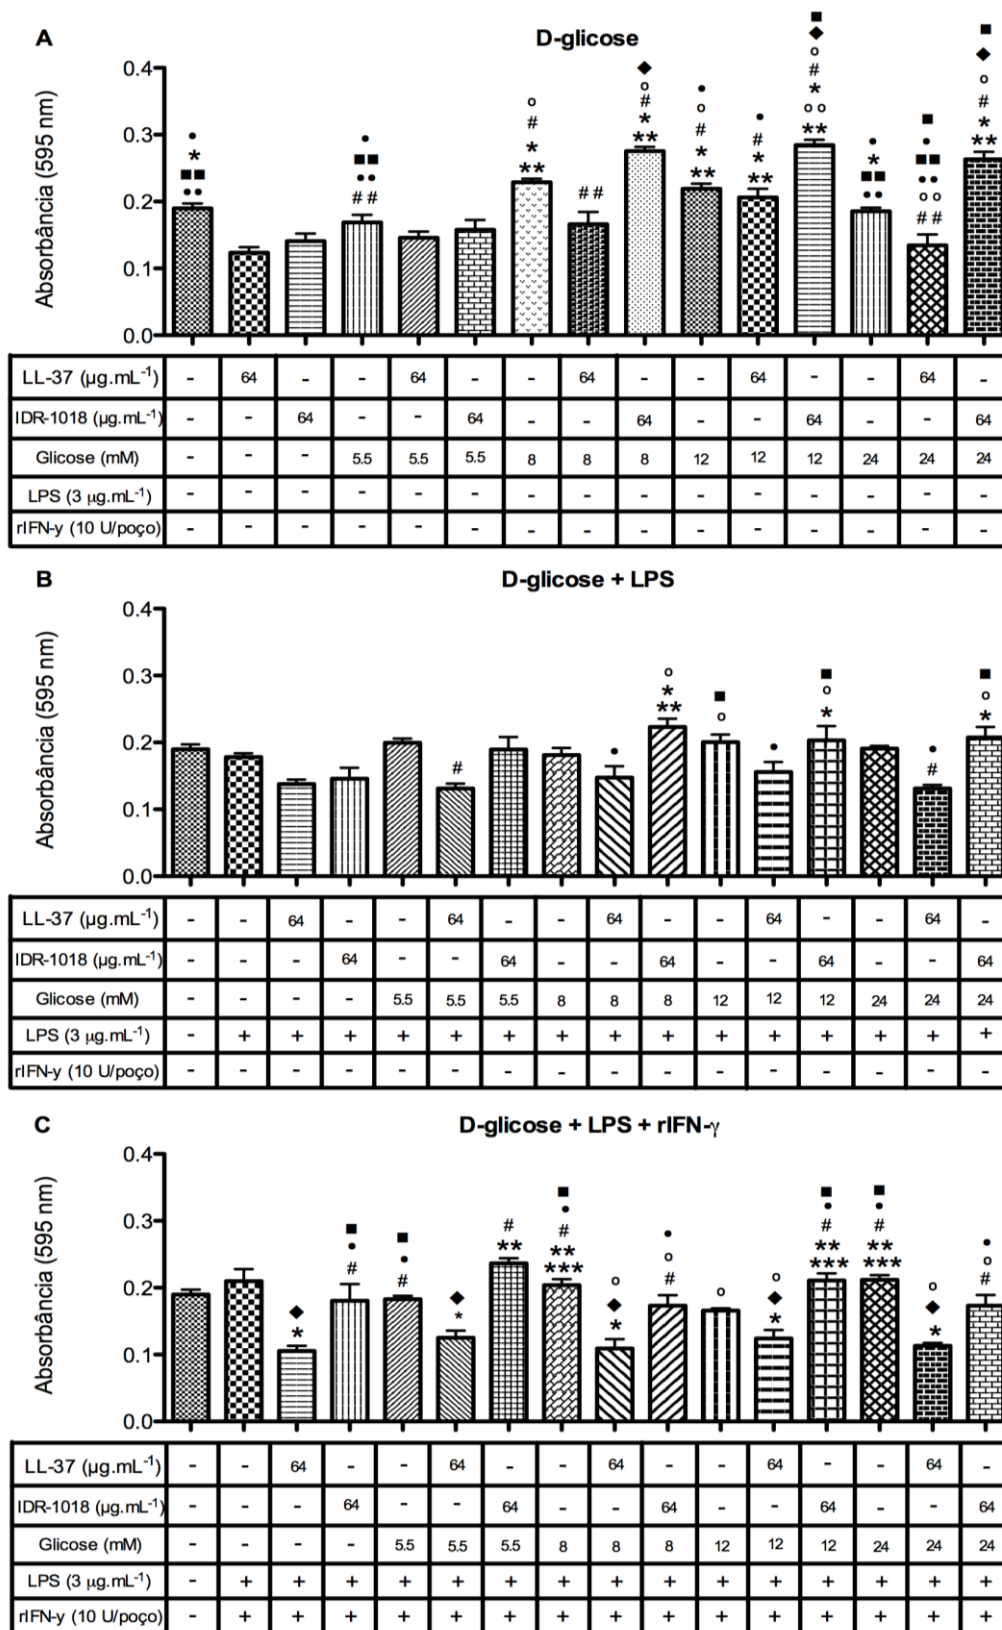 A
D-glicose
Absorbância (595 nm)
0.4
0.3
0.2
0.1
0.0
LL-37 (µg.mL-1) - 64 - - 64 - - 64 - - 64 - - 64 -
IDR-1018 (µg.mL-1) - - 64 - - 64 - - 64 - - 64 - - 64
Glicose (mM) - - - 5.5 5.5 5.5 8 8 8 12 12 12 24 24 24
LPS (3 µg.mL-1) - - - - - - - - - - - - - - -
rIFN-y (10 U/poço) - - - - - - - - - - - - - - -
B
D-glicose + LPS
Absorbância (595 nm)
0.4
0.3
0.2
0.1
0.0
LL-37 (µg.mL-1) - - 64 - - 64 - - 64 - - 64 - - 64 -
IDR-1018 (µg.mL-1) - - - 64 - - 64 - - 64 - - 64 - - 64
Glicose (mM) - - - - 5.5 5.5 5.5 8 8 8 12 12 12 24 24 24
LPS (3 µg.mL-1) - + + + + + + + + + + + + + + +
rIFN-y (10 U/poço) - - - - - - - - - - - - - - - -
C
D-glicose + LPS + rIFN-γ
Absorbância (595 nm)
0.4
0.3
0.2
0.1
0.0
LL-37 (µg.mL-1) - - 64 - - 64 - - 64 - - 64 - - 64 -
IDR-1018 (µg.mL-1) - - - 64 - - 64 - - 64 - - 64 - - 64
Glicose (mM) - - - - 5.5 5.5 5.5 8 8 8 12 12 12 24 24 24
LPS (3 µg.mL-1) - + + + + + + + + + + + + + + +
rIFN-y (10 U/poço) - + + + + + + + + + + + + + + +